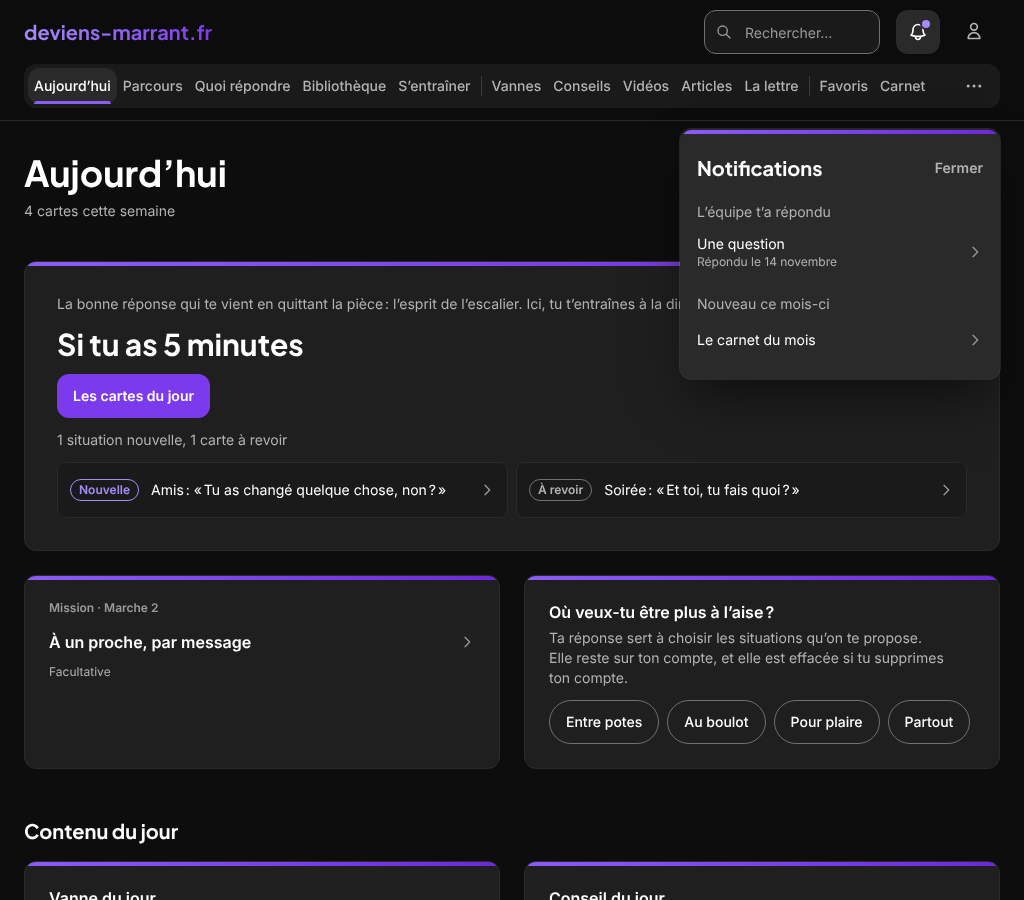 deviens-marrant.fr
Rechercher...
Aujourd’hui Parcours Quoi répondre Bibliothèque S’entraîner Vannes Conseils Vidéos Articles La lettre Favoris Carnet
Aujourd’hui
4 cartes cette semaine
Notifications
Fermer
L’équipe t’a répondu
Une question
Répondu le 14 novembre
Nouveau ce mois-ci
Le carnet du mois
La bonne réponse qui te vient en quittant la pièce : l’esprit de l’escalier. Ici, tu t’entraînes à la
Si tu as 5 minutes
Les cartes du jour
1 situation nouvelle, 1 carte à revoir
Nouvelle Amis : « Tu as changé quelque chose, non ? »
À revoir Soirée : « Et toi, tu fais quoi ? »
Mission · Marche 2
À un proche, par message
Facultative
Où veux-tu être plus à l’aise ?
Ta réponse sert à choisir les situations qu’on te propose.
Elle reste sur ton compte, et elle est effacée si tu supprimes
ton compte.
Entre potes Au boulot Pour plaire Partout
Contenu du jour
Vanne du jour
Conseil du jour